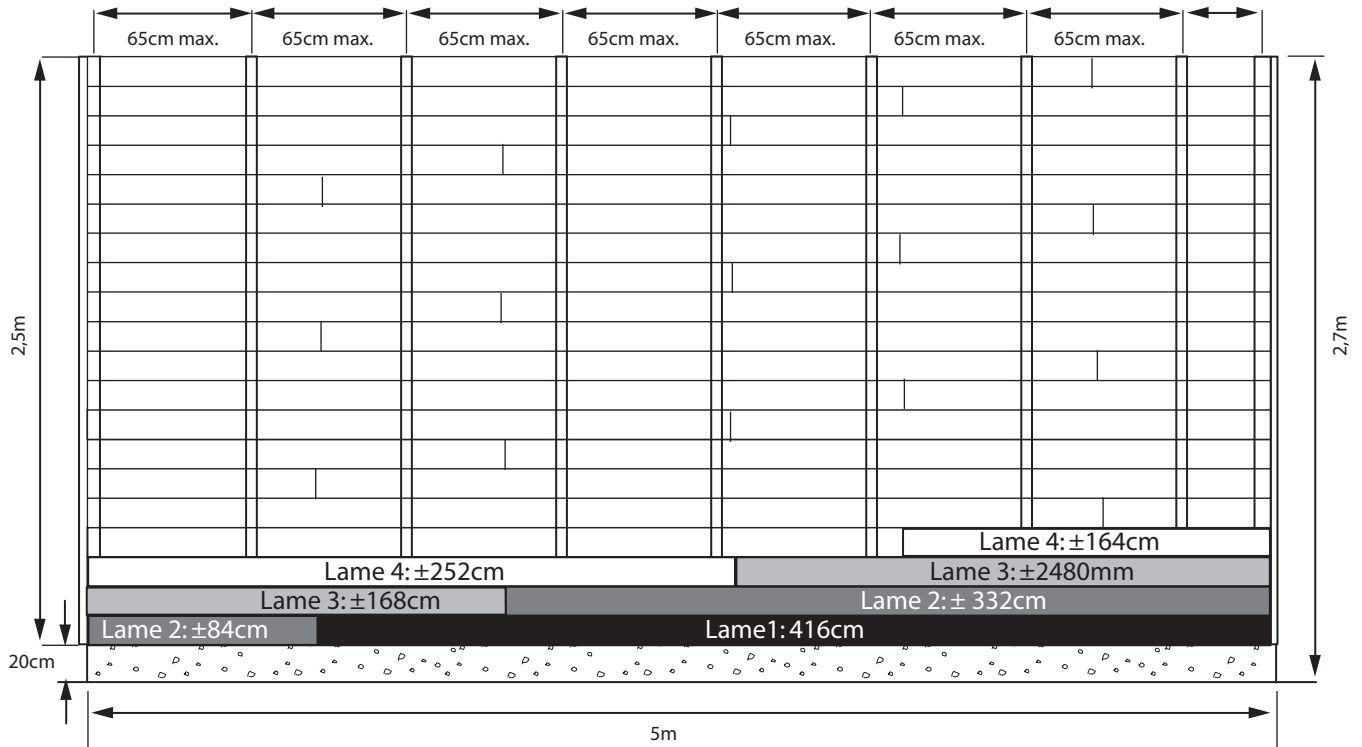 65cm max. 65cm max. 65cm max. 65cm max. 65cm max. 65cm max. 65cm max.
2,5m
2,7m
Lame 4: ±164cm
Lame 4: ±252cm Lame 3: ±2480mm
Lame 3: ±168cm Lame 2: ± 332cm
Lame 2: ±84cm Lame1: 416cm
20cm
5m